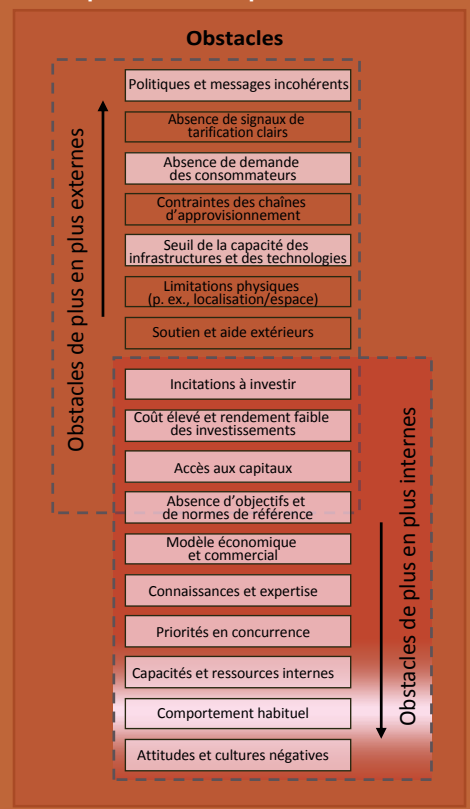 Obstacles
Obstacles de plus en plus externes
Politiques et messages incohérents
Absence de signaux de
tarification clairs
Absence de demande
des consommateurs
Contraintes des chaînes
d'approvisionnement
Seuil de la capacité des
infrastructures et des technologies
Limitations physiques
(p. ex., localisation/espace)
Soutien et aide extérieurs
Incitations à investir
Coût élevé et rendement faible
des investissements
Accès aux capitaux
Absence d'objectifs et
de normes de référence
Modèle économique
et commercial
Connaissances et expertise
Priorités en concurrence
Capacités et ressources internes
Comportement habituel
Attitudes et cultures négatives
Obstacles de plus en plus internes